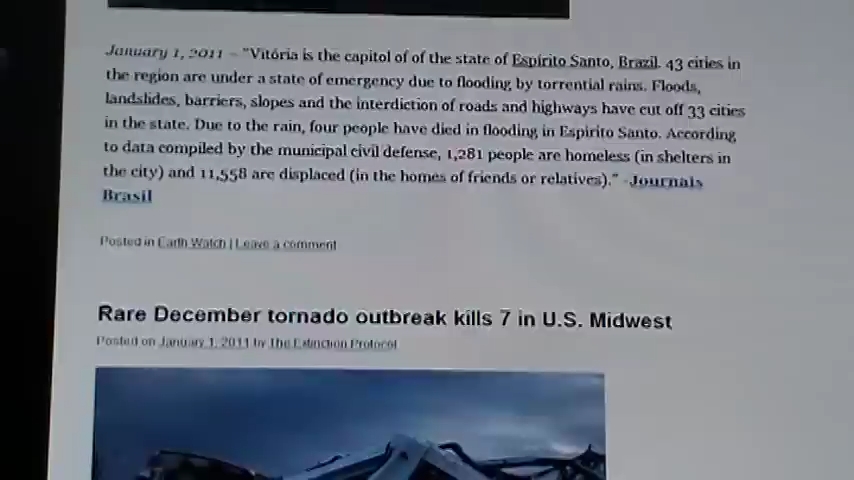 January 1, 2011 – "Vitória is the capitol of of the state of Espírito Santo, Brazil. 43 cities in
the region are under a state of emergency due to flooding by torrential rains. Floods,
landslides, barriers, slopes and the interdiction of roads and highways have cut off 33 cities
in the state. Due to the rain, four people have died in flooding in Espirito Santo. According
to data compiled by the municipal civil defense, 1,281 people are homeless (in shelters in
the city) and 11,558 are displaced (in the homes of friends or relatives)." -Journais
Brasil
Posted in Earth Watch | Leave a comment
Rare December tornado outbreak kills 7 in U.S. Midwest
Posted on January 1, 2011 by The Extinction Protocol